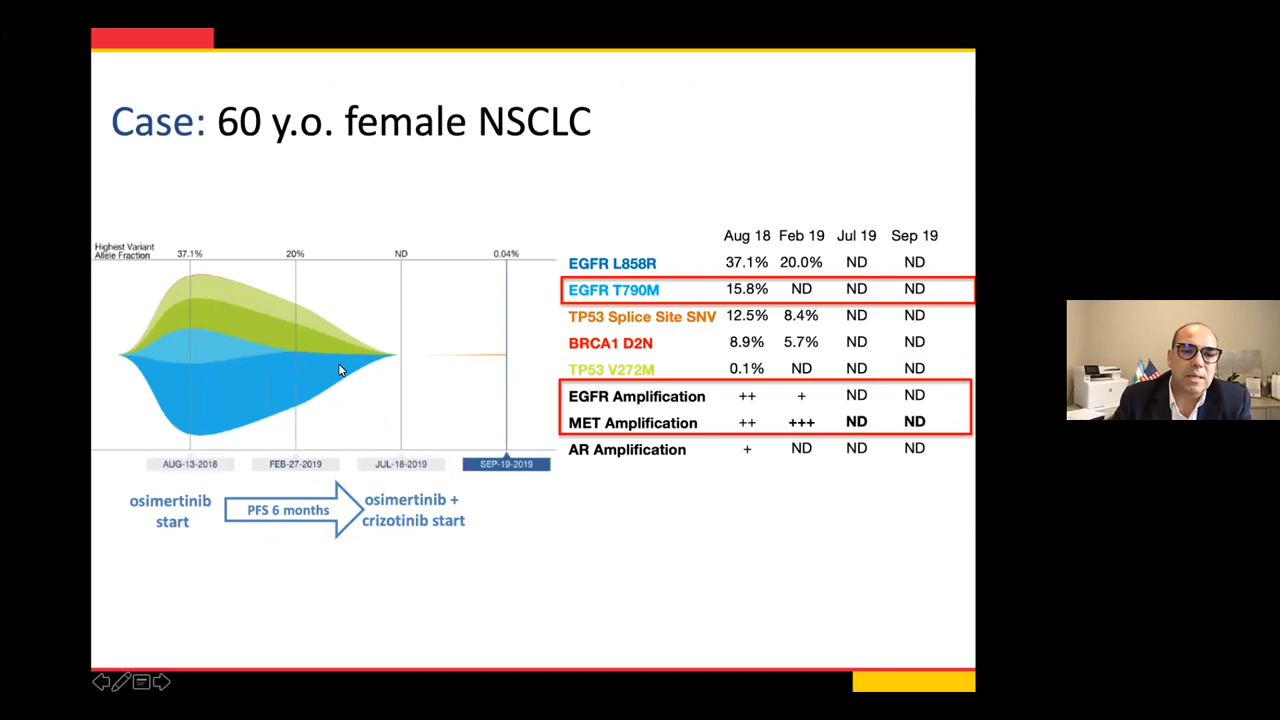 Case: 60 y.o. female NSCLC
Highest Variant
Allele Fraction
37.1% 20% ND 0.04%
AUG-13-2018 FEB-27-2019 JUL-18-2019 SEP-19-2019
osimertinib
start
PFS 6 months
osimertinib +
crizotinib start
Aug 18 Feb 19 Jul 19 Sep 19
EGFR L858R 37.1% 20.0% ND ND
EGFR T790M 15.8% ND ND ND
TP53 Splice Site SNV 12.5% 8.4% ND ND
BRCA1 D2N 8.9% 5.7% ND ND
TP53 V272M 0.1% ND ND ND
EGFR Amplification ++ + ND ND
MET Amplification ++ +++ ND ND
AR Amplification + ND ND ND